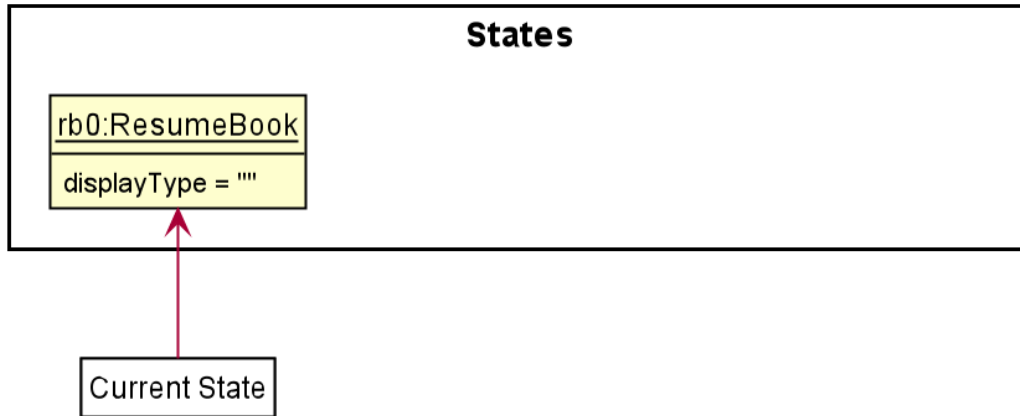 States
rb0:ResumeBook
displayType = ""
Current State